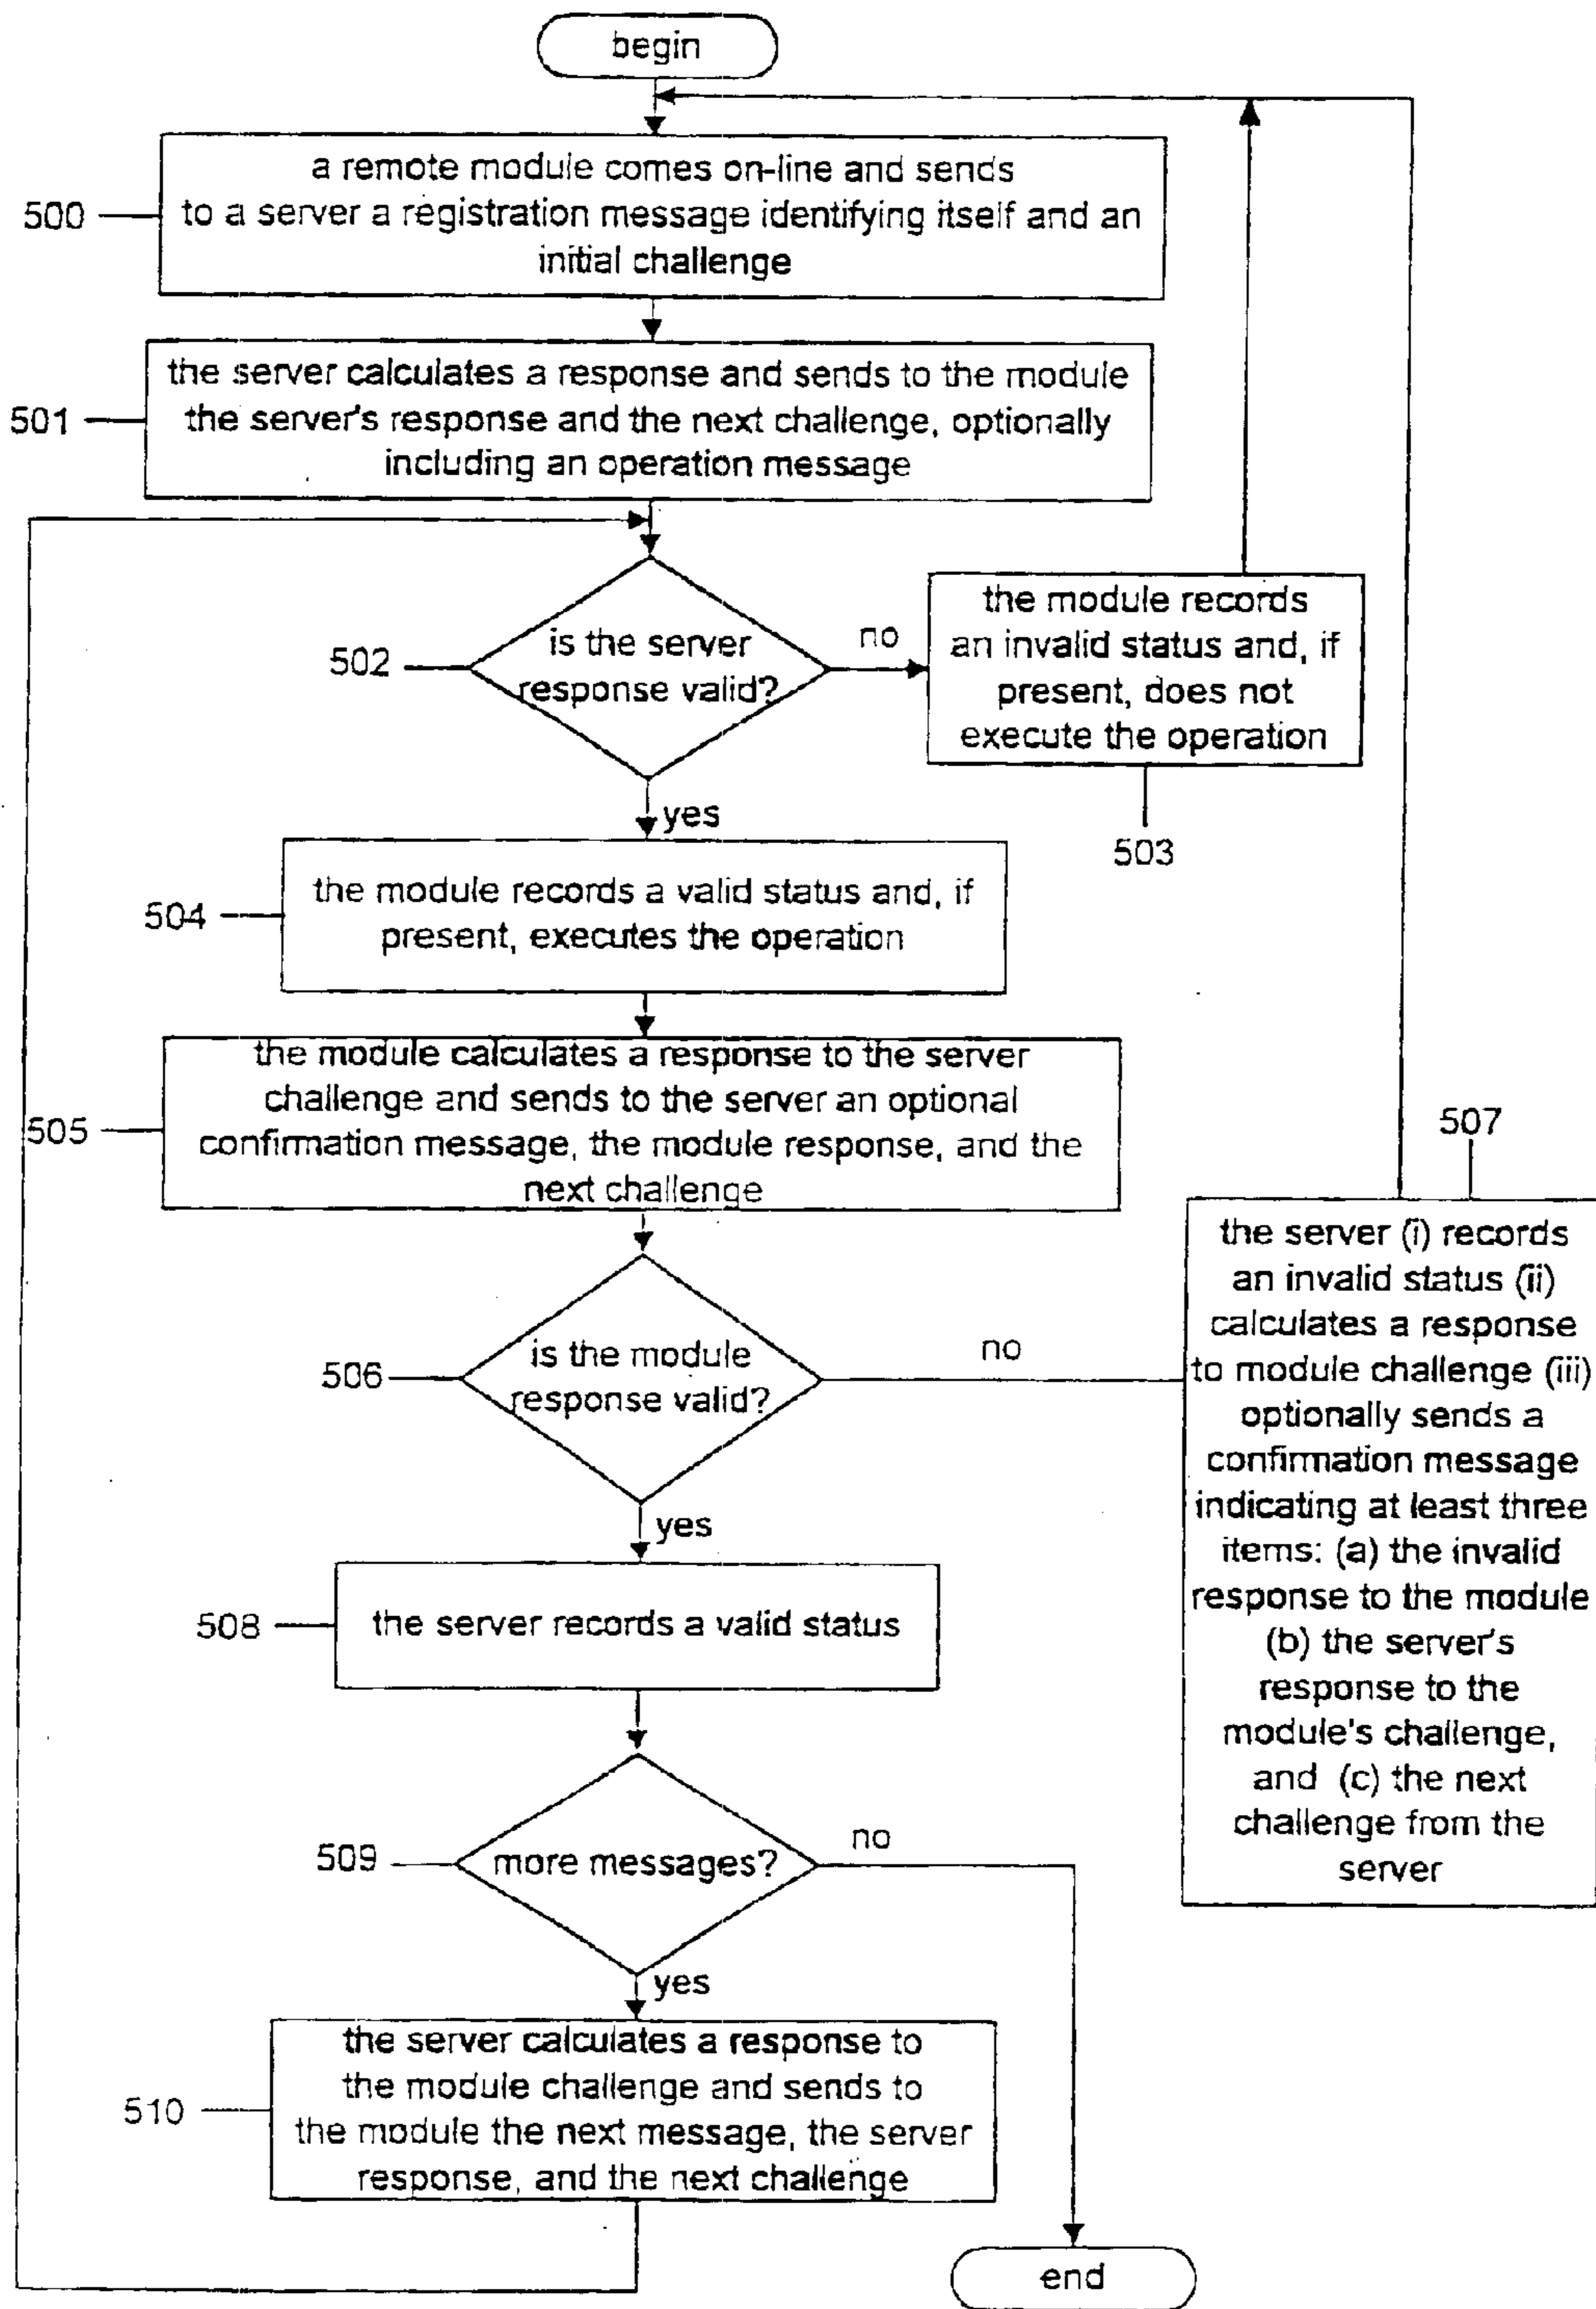 begin
a remote module comes on-line and sends
to a server a registration message identifying itself and an
initial challenge
500
the server calculates a response and sends to the module
the server's response and the next challenge, optionally
including an operation message
501
is the server
response valid?
502
no
the module records
an invalid status and, if
present, does not
execute the operation
503
yes
the module records a valid status and, if
present, executes the operation
504
the module calculates a response to the server
challenge and sends to the server an optional
confirmation message, the module response, and the
next challenge
505
is the module
response valid?
506
no
507
the server (i) records
an invalid status (ii)
calculates a response
to module challenge (iii)
optionally sends a
confirmation message
indicating at least three
items: (a) the invalid
response to the module
(b) the server's
response to the
module's challenge,
and (c) the next
challenge from the
server
yes
the server records a valid status
508
more messages?
509
no
yes
the server calculates a response to
the module challenge and sends to
the module the next message, the server
response, and the next challenge
510
end